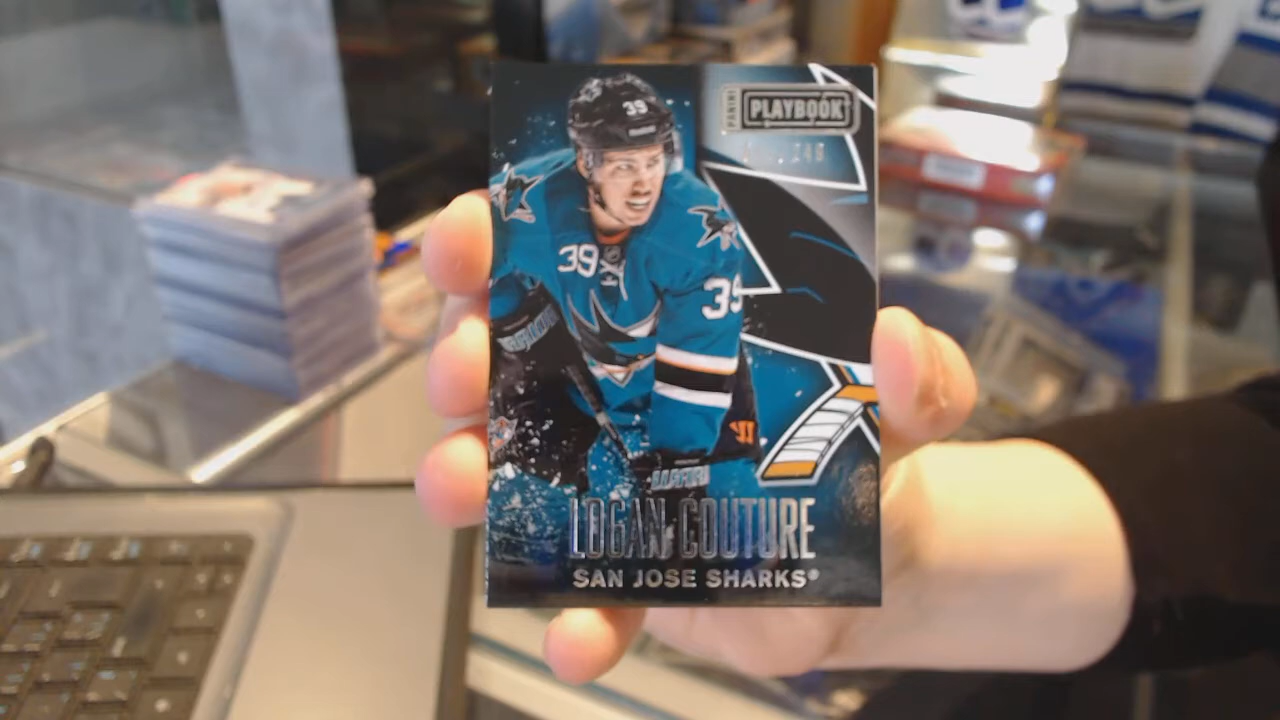 PANINI
PLAYBOOK
39
39
39
LOGAN COUTURE
SAN JOSE SHARKS®